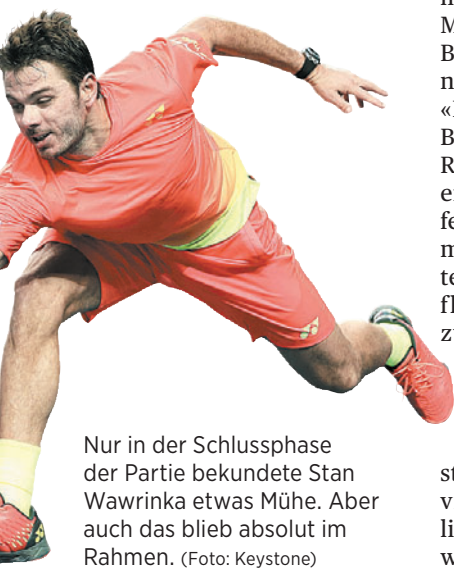 Nur in der Schlussphase
der Partie bekundete Stan
Wawrinka etwas Mühe. Aber
auch das blieb absolut im
Rahmen. (Foto: Keystone)